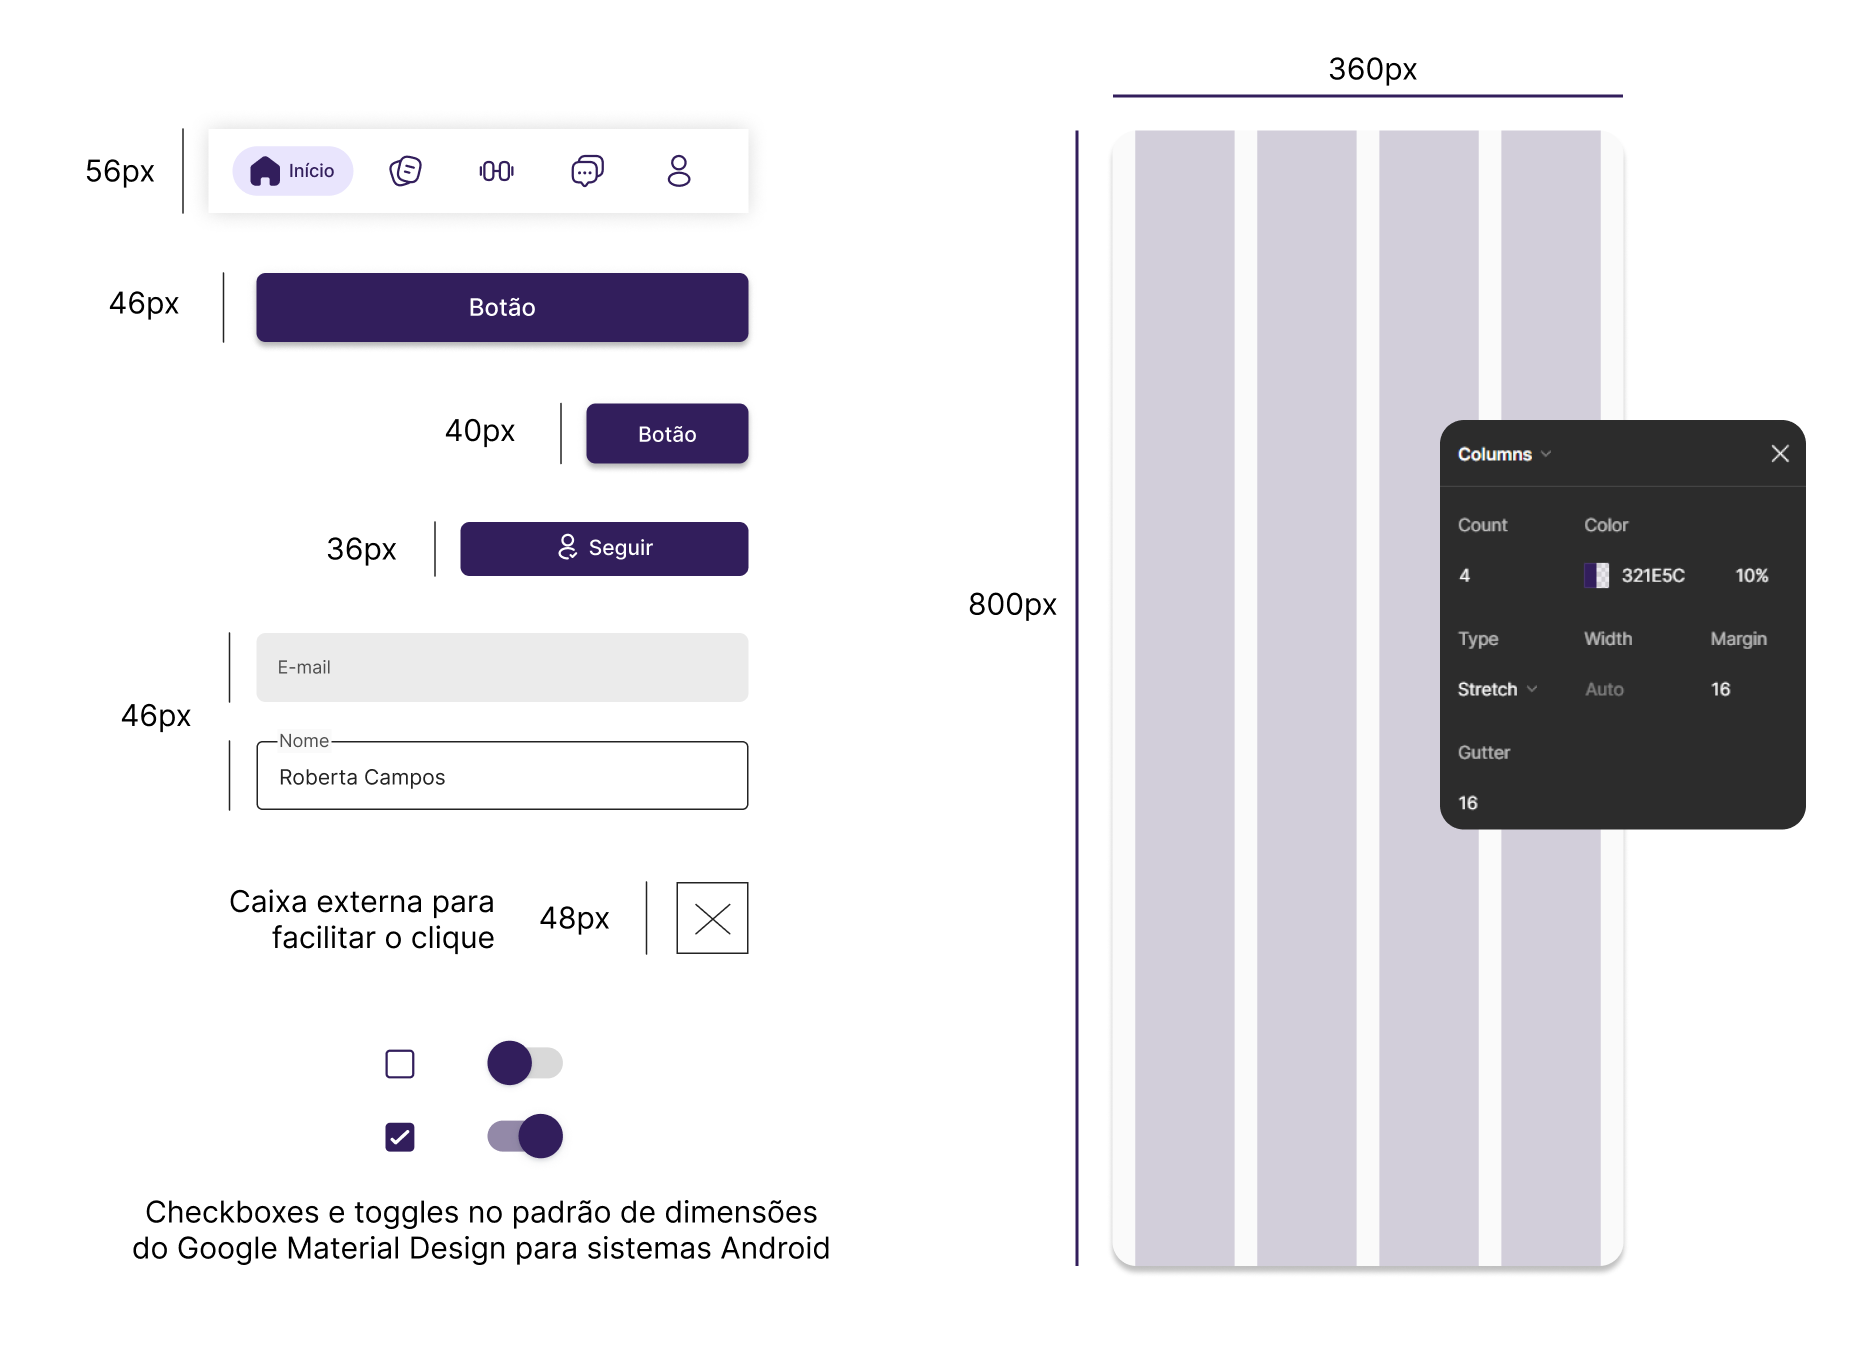 56px
Início
46px
Botão
40px
Botão
36px
Seguir
46px
E-mail
Nome
Roberta Campos
Caixa externa para
facilitar o clique
48px
Checkboxes e toggles no padrão de dimensões
do Google Material Design para sistemas Android
360px
800px
Columns
Count Color
4 321E5C 10%
Type Width Margin
Stretch Auto 16
Gutter
16